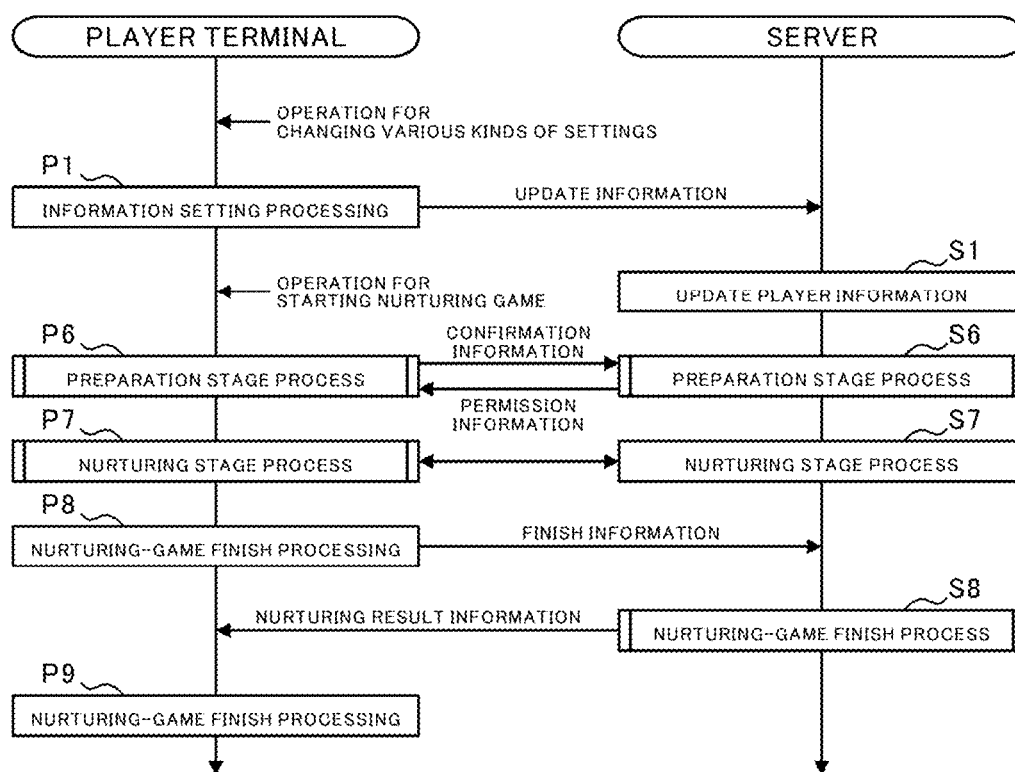 PLAYER TERMINAL
SERVER
OPERATION FOR
CHANGING VARIOUS KINDS OF SETTINGS
P1
INFORMATION SETTING PROCESSING
UPDATE INFORMATION
S1
OPERATION FOR
STARTING NURTURING GAME
UPDATE PLAYER INFORMATION
P6
CONFIRMATION
INFORMATION
S6
PREPARATION STAGE PROCESS
PREPARATION STAGE PROCESS
P7
PERMISSION
INFORMATION
S7
NURTURING STAGE PROCESS
NURTURING STAGE PROCESS
P8
NURTURING-GAME FINISH PROCESSING
FINISH INFORMATION
S8
NURTURING RESULT INFORMATION
NURTURING-GAME FINISH PROCESS
P9
NURTURING-GAME FINISH PROCESSING